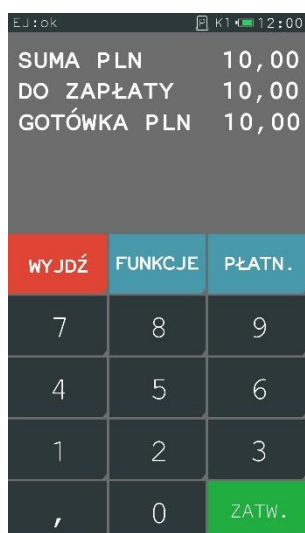 EJ:ok P K1 12:00
SUMA PLN 10,00
DO ZAPŁATY 10,00
GOTÓWKA PLN 10,00
WYJDŹ FUNKCJE PŁATN.
7 8 9
4 5 6
1 2 3
, 0 ZATW.